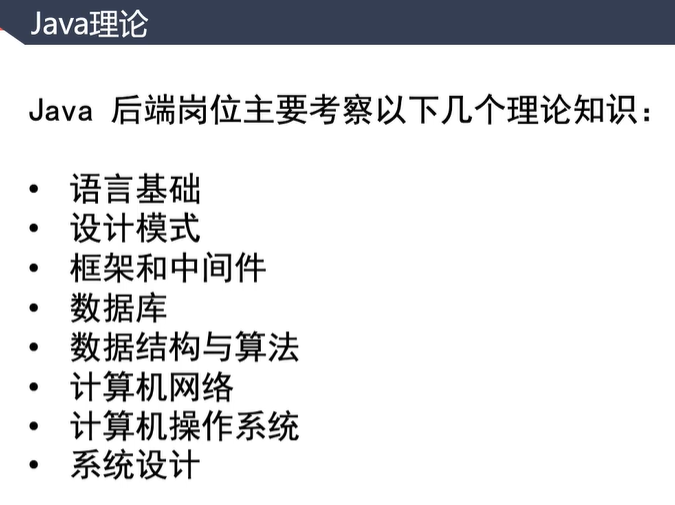 Java理论
Java 后端岗位主要考察以下几个理论知识：
• 语言基础
• 设计模式
• 框架和中间件
• 数据库
• 数据结构与算法
• 计算机网络
• 计算机操作系统
• 系统设计